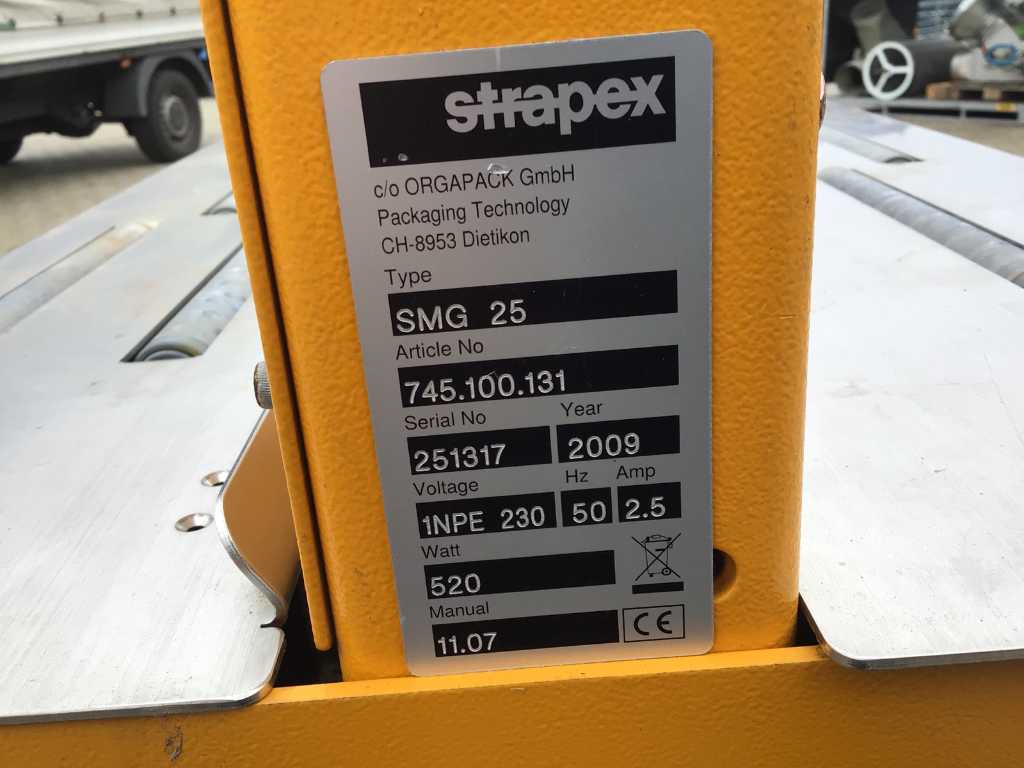 strapex
c/o ORGAPACK GmbH
Packaging Technology
CH-8953 Dietikon
Type
SMG 25
Article No
745.100.131
Serial No Year
251317 2009
Voltage Hz Amp
1NPE 230 50 2.5
Watt
520
Manual
11.07
CE